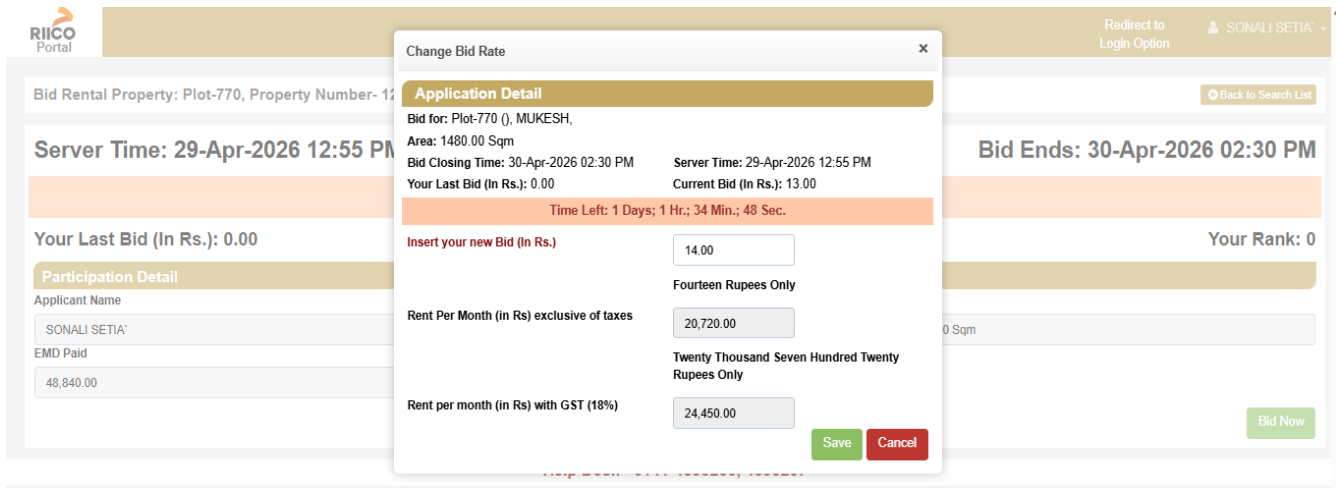 RIICO
Portal
Redirect to
Login Option
SONALI SETIA`
Change Bid Rate
×
Bid Rental Property: Plot-770, Property Number- 12
Back to Search List
Application Detail
Bid for: Plot-770 (), MUKESH,
Area: 1480.00 Sqm
Bid Closing Time: 30-Apr-2026 02:30 PM
Server Time: 29-Apr-2026 12:55 PM
Your Last Bid (In Rs.): 0.00
Current Bid (In Rs.): 13.00
Time Left: 1 Days; 1 Hr.; 34 Min.; 48 Sec.
Insert your new Bid (In Rs.)
14.00
Fourteen Rupees Only
Rent Per Month (in Rs) exclusive of taxes
20,720.00
Twenty Thousand Seven Hundred Twenty
Rupees Only
Rent per month (in Rs) with GST (18%)
24,450.00
Save
Cancel
Server Time: 29-Apr-2026 12:55 PM
Bid Ends: 30-Apr-2026 02:30 PM
Your Last Bid (In Rs.): 0.00
Your Rank: 0
Participation Detail
Applicant Name
SONALI SETIA`
0 Sqm
EMD Paid
48,840.00
Bid Now